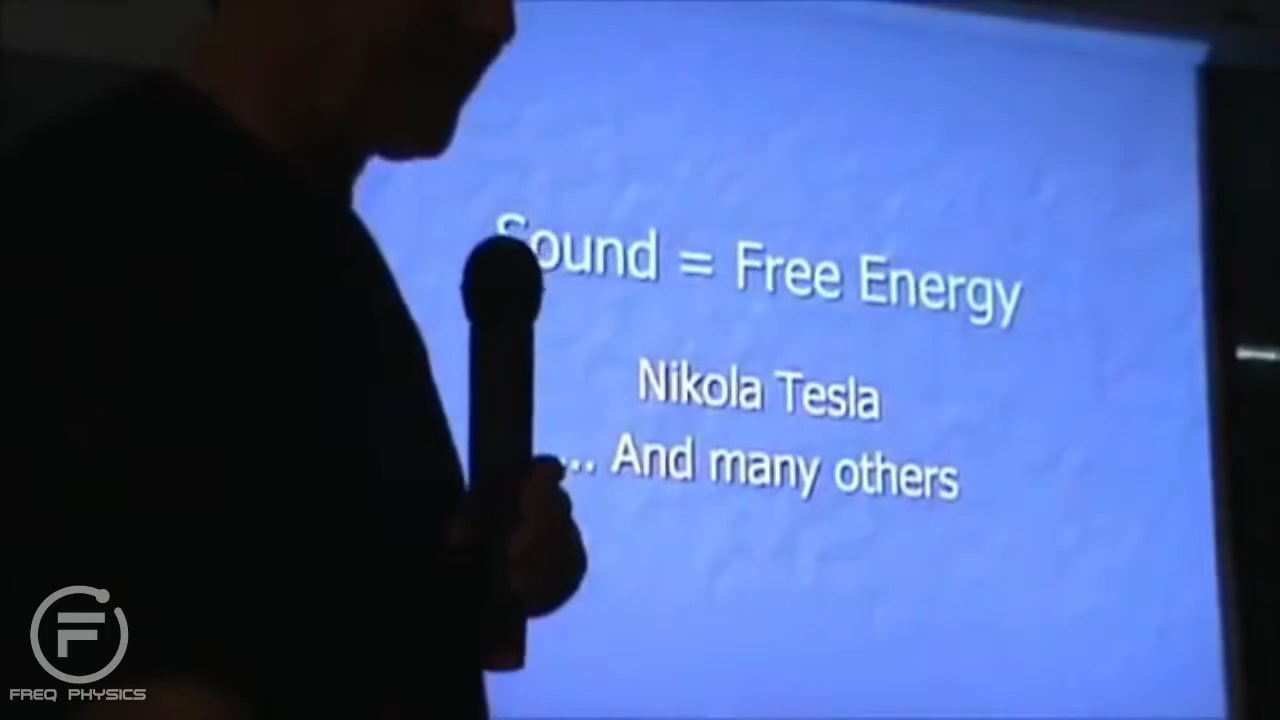 Sound = Free Energy
Nikola Tesla
... And many others
F
FREQ PHYSICS